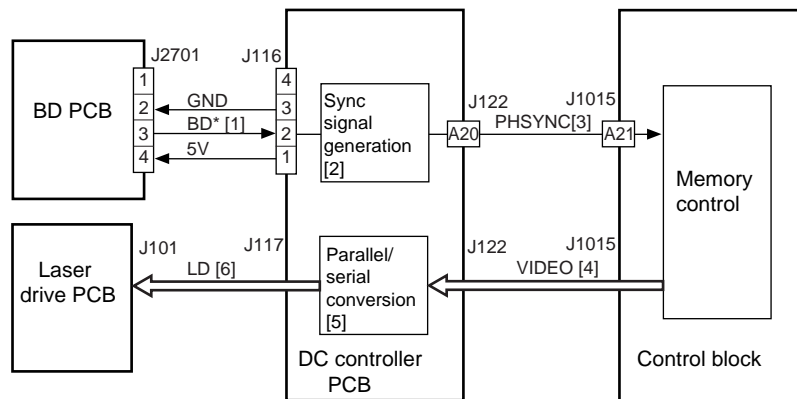 J2701
J116
BD PCB
1
2
3
4
GND
BD* [1]
5V
4
3
2
1
Sync
signal
generation
[2]
J122
A20
PHSYNC[3]
J1015
A21
Memory
control
Laser
drive PCB
J101
LD [6]
J117
Parallel/
serial
conversion
[5]
J122
VIDEO [4]
J1015
DC controller
PCB
Control block